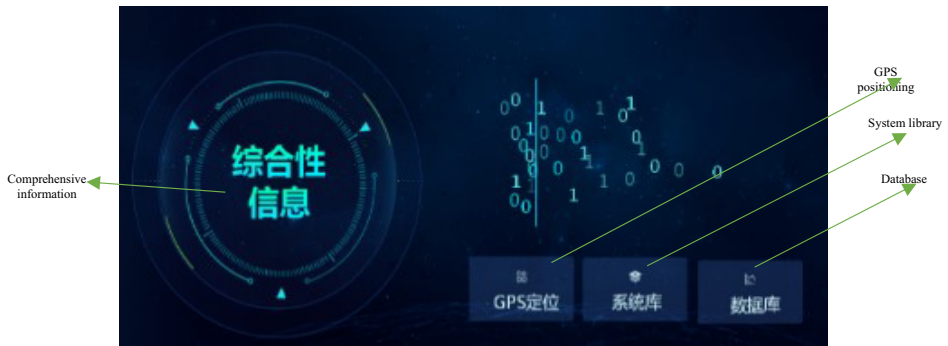 Comprehensive
information
综合性
信息
GPS定位
系统库
数据库
GPS
positioning
System library
Database